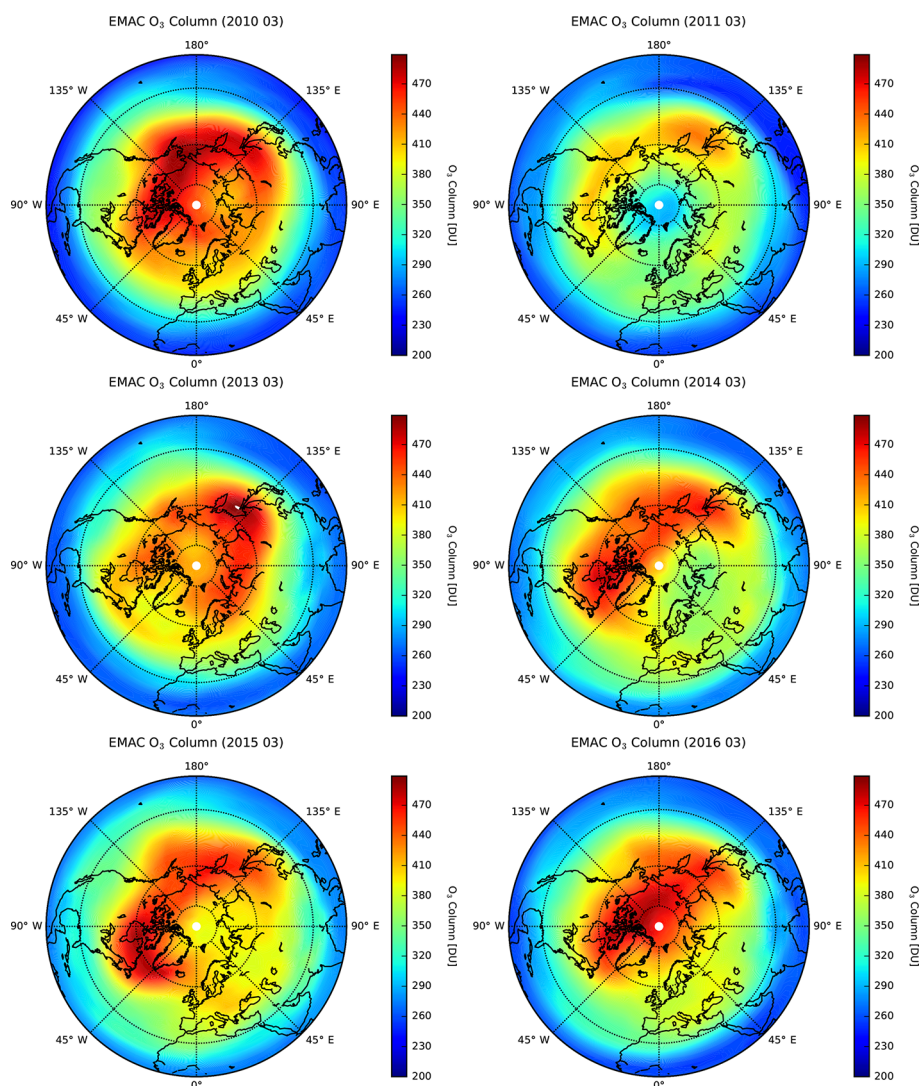 EMAC O₃ Column (2010 03)
180°
135° W
135° E
90° W
90° E
45° W
45° E
0°
470
440
410
380
350
320
290
260
230
200
O₃ Column [DU]
EMAC O₃ Column (2011 03)
180°
135° W
135° E
90° W
90° E
45° W
45° E
0°
470
440
410
380
350
320
290
260
230
200
O₃ Column [DU]
EMAC O₃ Column (2013 03)
180°
135° W
135° E
90° W
90° E
45° W
45° E
0°
470
440
410
380
350
320
290
260
230
200
O₃ Column [DU]
EMAC O₃ Column (2014 03)
180°
135° W
135° E
90° W
90° E
45° W
45° E
0°
470
440
410
380
350
320
290
260
230
200
O₃ Column [DU]
EMAC O₃ Column (2015 03)
180°
135° W
135° E
90° W
90° E
45° W
45° E
0°
470
440
410
380
350
320
290
260
230
200
O₃ Column [DU]
EMAC O₃ Column (2016 03)
180°
135° W
135° E
90° W
90° E
45° W
45° E
0°
470
440
410
380
350
320
290
260
230
200
O₃ Column [DU]